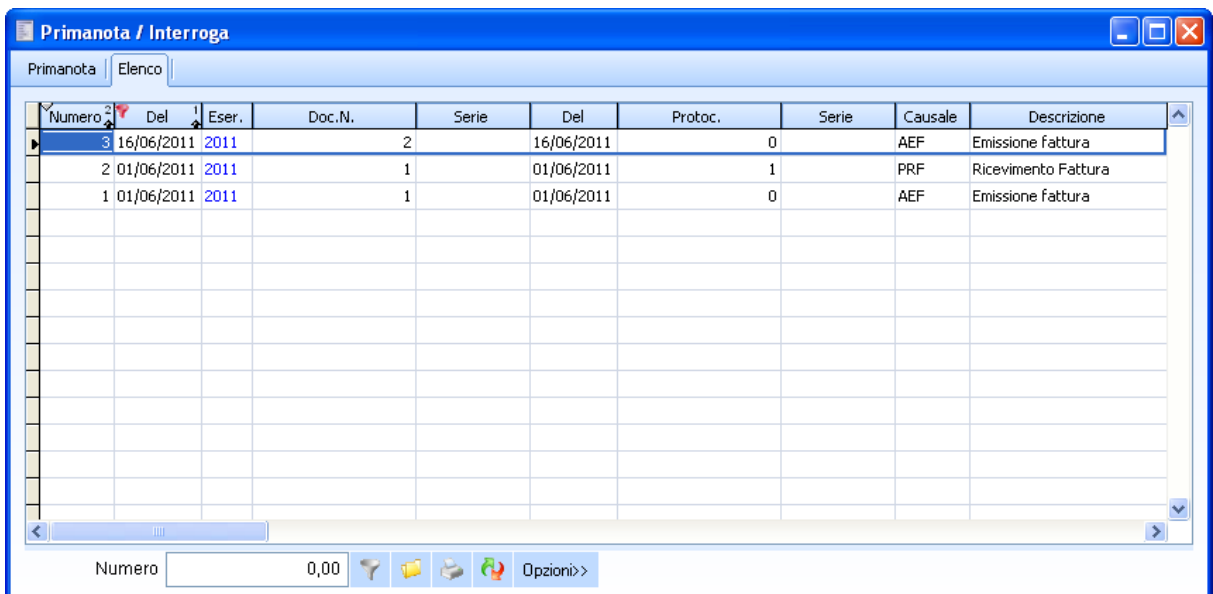 Primanota / Interroga
Primanota Elenco
Numero 2 Del 1 Eser. Doc.N. Serie Del Protoc. Serie Causale Descrizione
3 16/06/2011 2011 2 16/06/2011 0 AEF Emissione fattura
2 01/06/2011 2011 1 01/06/2011 1 PRF Ricevimento Fattura
1 01/06/2011 2011 1 01/06/2011 0 AEF Emissione fattura
Numero 0,00 Opzioni>>